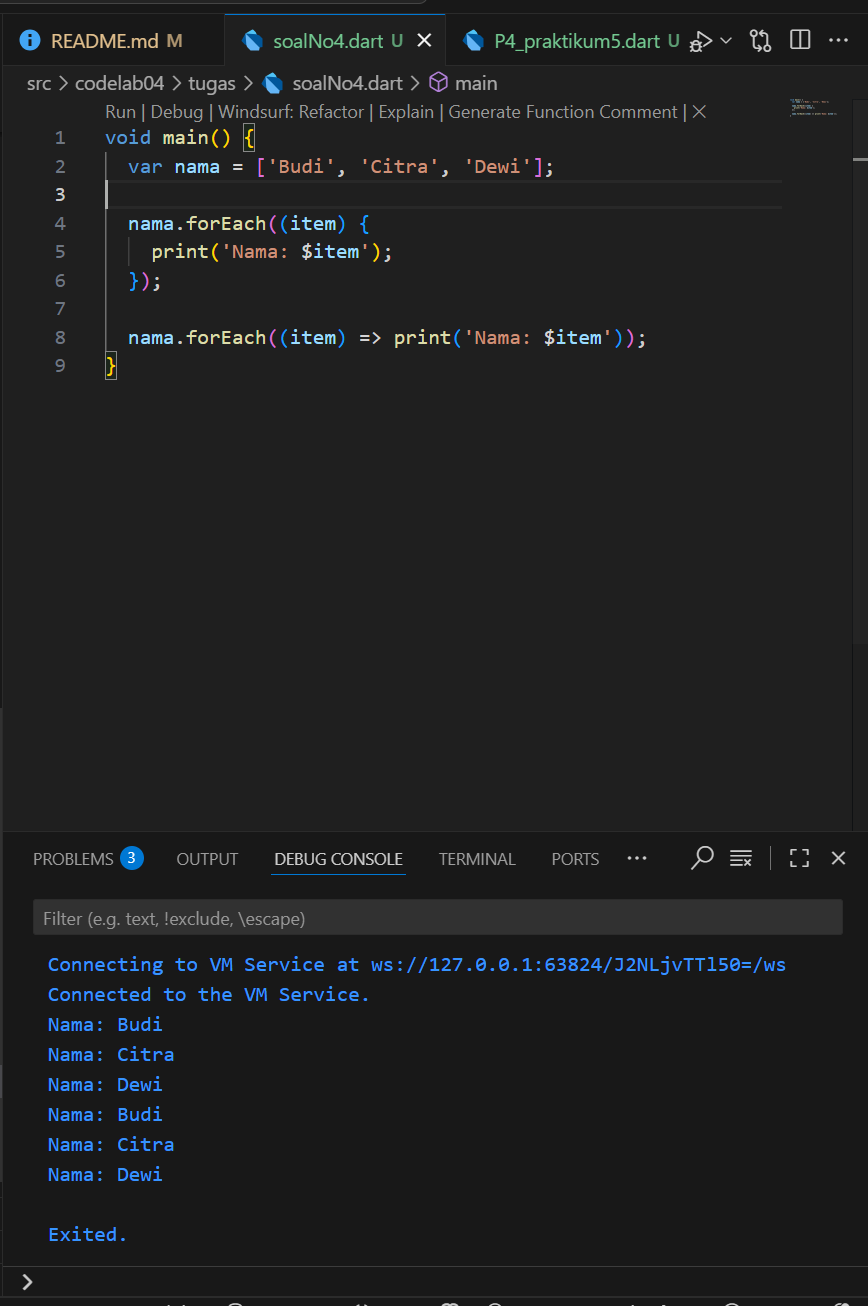 README.md M soalNo4.dart U P4_praktikum5.dart U
src > codelab04 > tugas > soalNo4.dart > main
Run | Debug | Windsurf: Refactor | Explain | Generate Function Comment |
1 void main() {
2 var nama = ['Budi', 'Citra', 'Dewi'];
3
4 nama.forEach((item) {
5 print('Nama: $item');
6 });
7
8 nama.forEach((item) => print('Nama: $item'));
9 }
PROBLEMS 3 OUTPUT DEBUG CONSOLE TERMINAL PORTS ...
Filter (e.g. text, !exclude, \escape)
Connecting to VM Service at ws://127.0.0.1:63824/J2NLjvTTl50=/ws
Connected to the VM Service.
Nama: Budi
Nama: Citra
Nama: Dewi
Nama: Budi
Nama: Citra
Nama: Dewi
Exited.
>